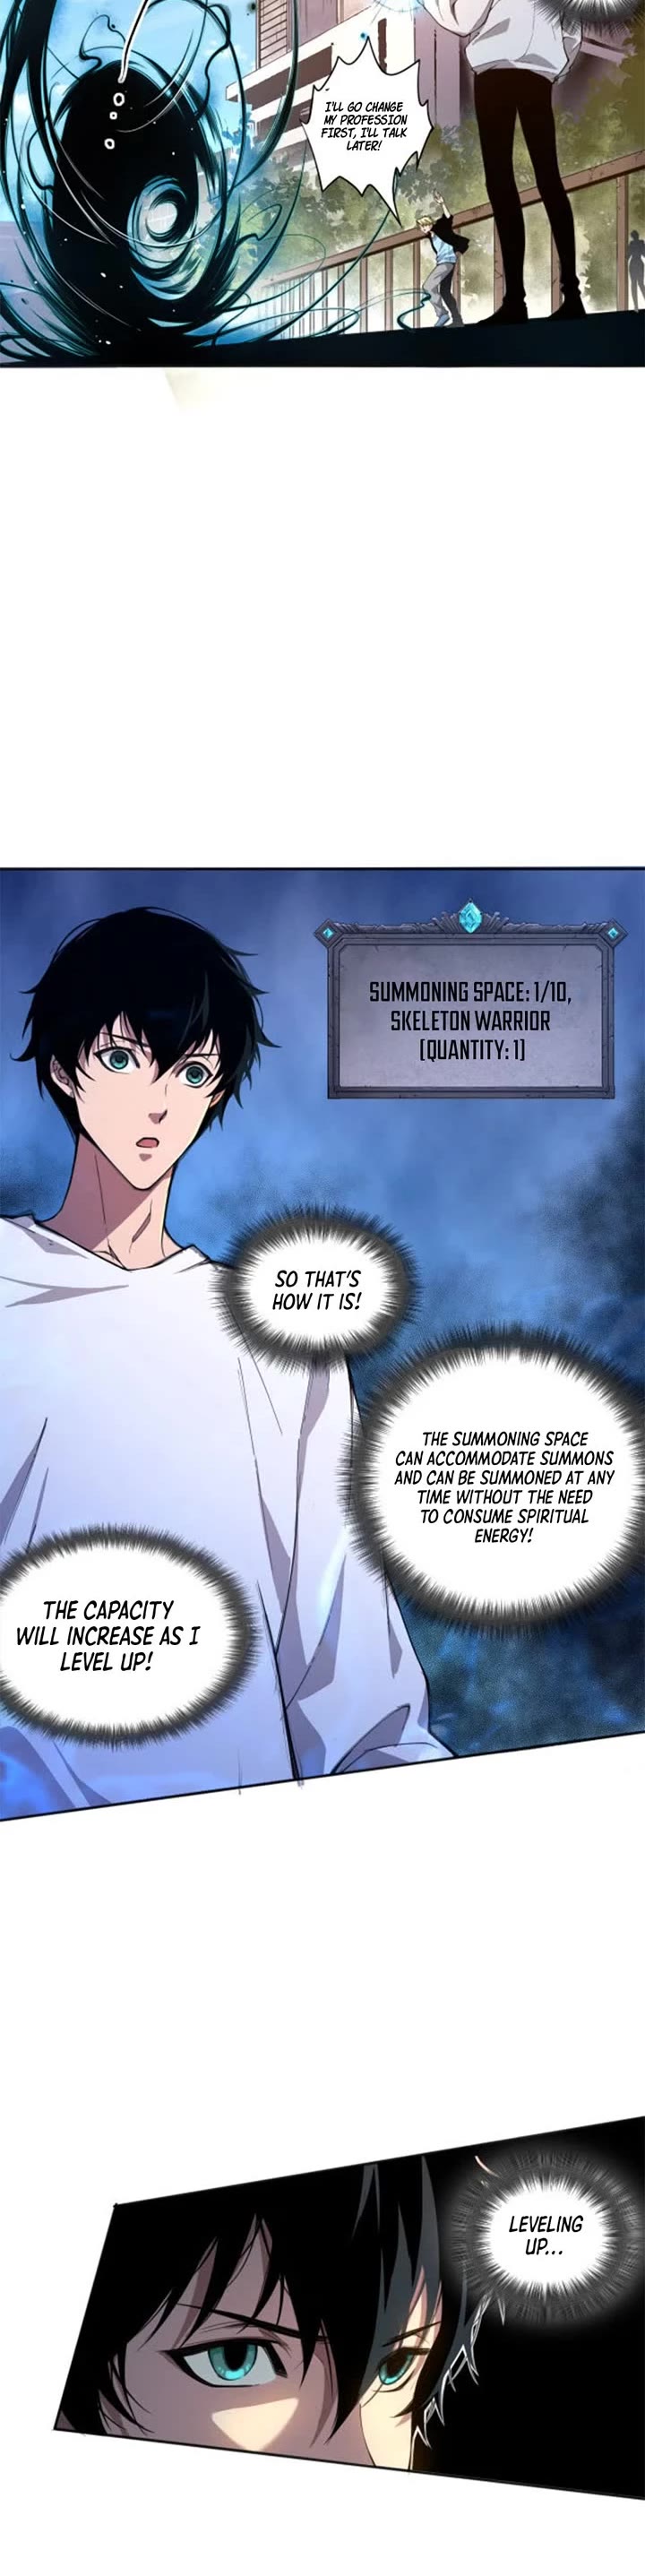 I'LL GO CHANGE
MY PROFESSION
FIRST, I'LL TALK
LATER!
SUMMONING SPACE: 1/10,
SKELETON WARRIOR
[QUANTITY: 1]
SO THAT'S
HOW IT IS!
THE SUMMONING SPACE
CAN ACCOMMODATE SUMMONS
AND CAN BE SUMMONED AT ANY
TIME WITHOUT THE NEED
TO CONSUME SPIRITUAL
ENERGY!
THE CAPACITY
WILL INCREASE AS I
LEVEL UP!
LEVELING
UP...